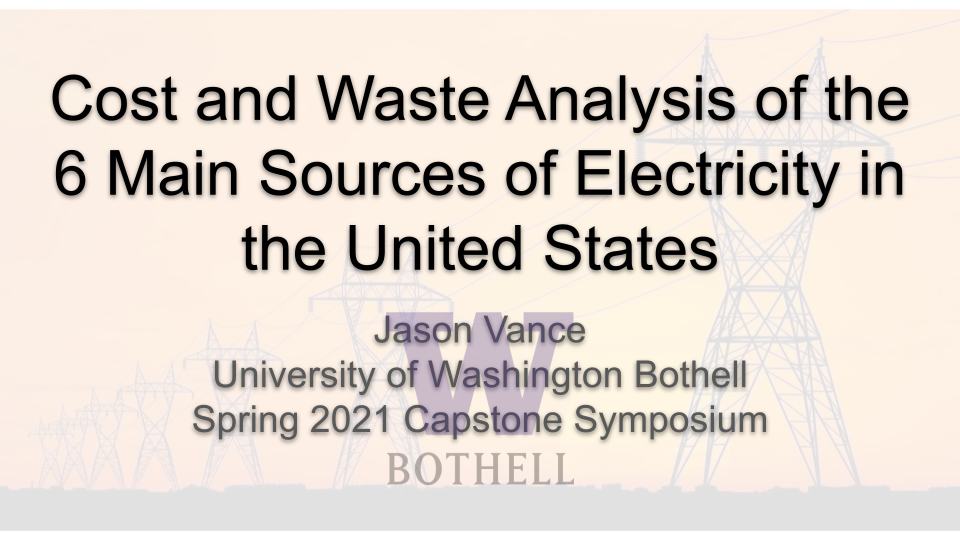 Cost and Waste Analysis of the
6 Main Sources of Electricity in
the United States
Jason Vance
University of Washington Bothell
Spring 2021 Capstone Symposium
W
BOTHELL